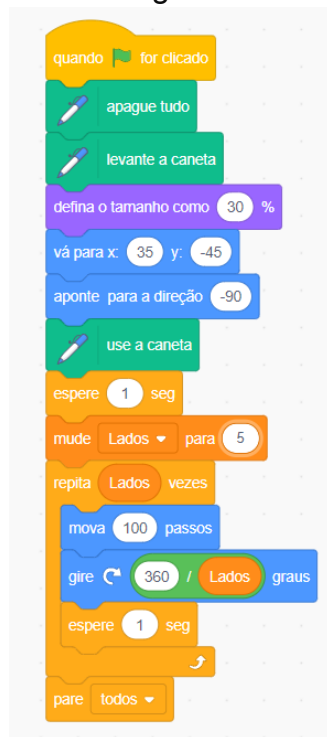 quando for clicado
apague tudo
levante a caneta
defina o tamanho como 30 %
vá para x: 35 y: -45
aponte para a direção -90
use a caneta
espere 1 seg
mude Lados para 5
repita Lados vezes
mova 100 passos
gire 360 / Lados graus
espere 1 seg
pare todos